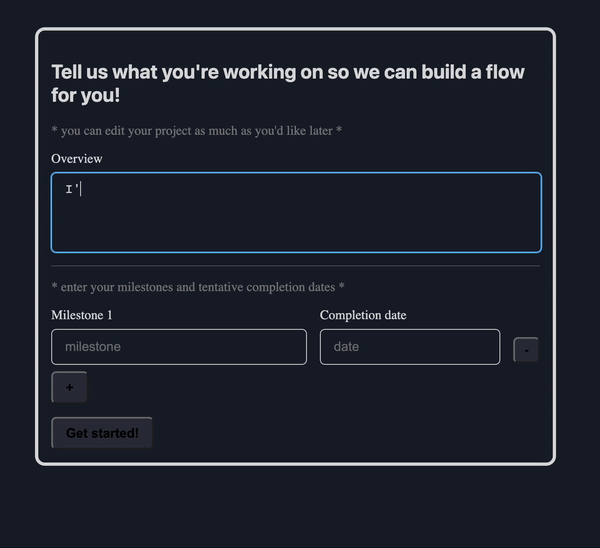 Tell us what you're working on so we can build a flow
for you!
* you can edit your project as much as you'd like later *
Overview
I'
* enter your milestones and tentative completion dates *
Milestone 1 Completion date
milestone date -
+
Get started!